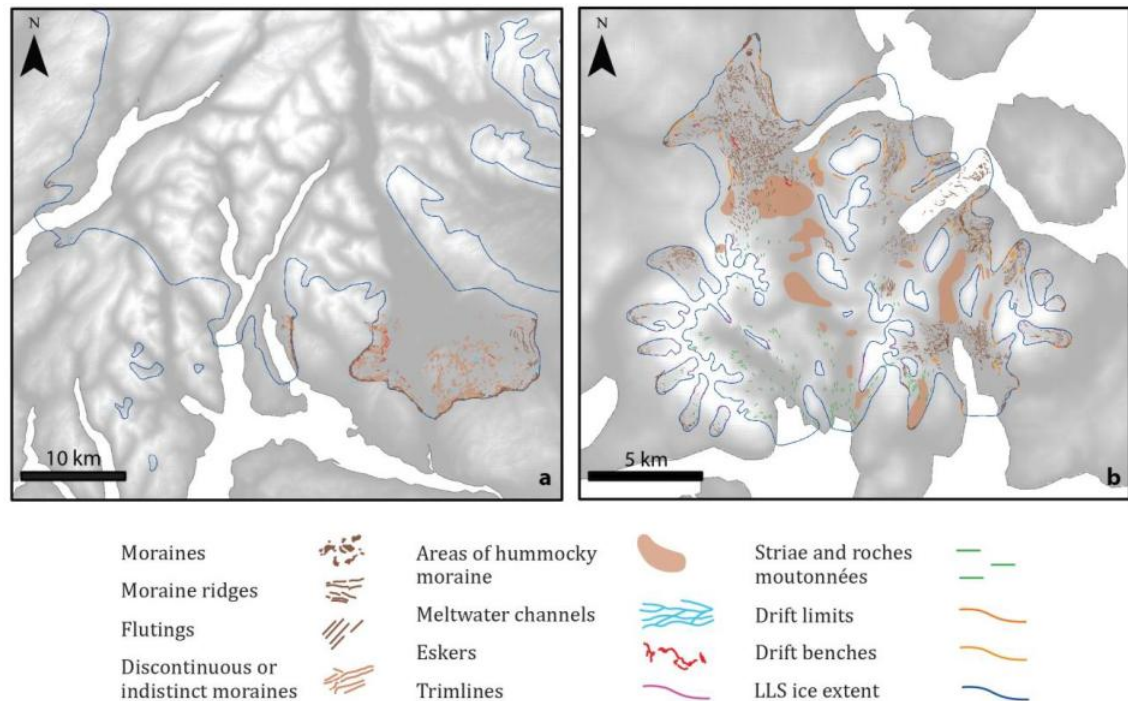 N
10 km
a
N
5 km
b
Moraines
Moraine ridges
Flutings
Discontinuous or
indistinct moraines
Areas of hummocky
moraine
Meltwater channels
Eskers
Trimlines
Striae and roches
moutonnées
Drift limits
Drift benches
LLS ice extent